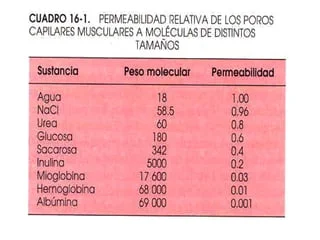 CUADRO 16-1. PERMEABILIDAD RELATIVA DE LOS POROS
CAPILARES MUSCULARES A MOLÉCULAS DE DISTINTOS
TAMAÑOS
Sustancia Peso molecular Permeabilidad
Agua 18 1.00
NaCl 58.5 0.96
Urea 60 0.8
Glucosa 180 0.6
Sacarosa 342 0.4
Inulina 5000 0.2
Mioglobina 17 600 0.03
Hemoglobina 68 000 0.01
Albúmina 69 000 0.001